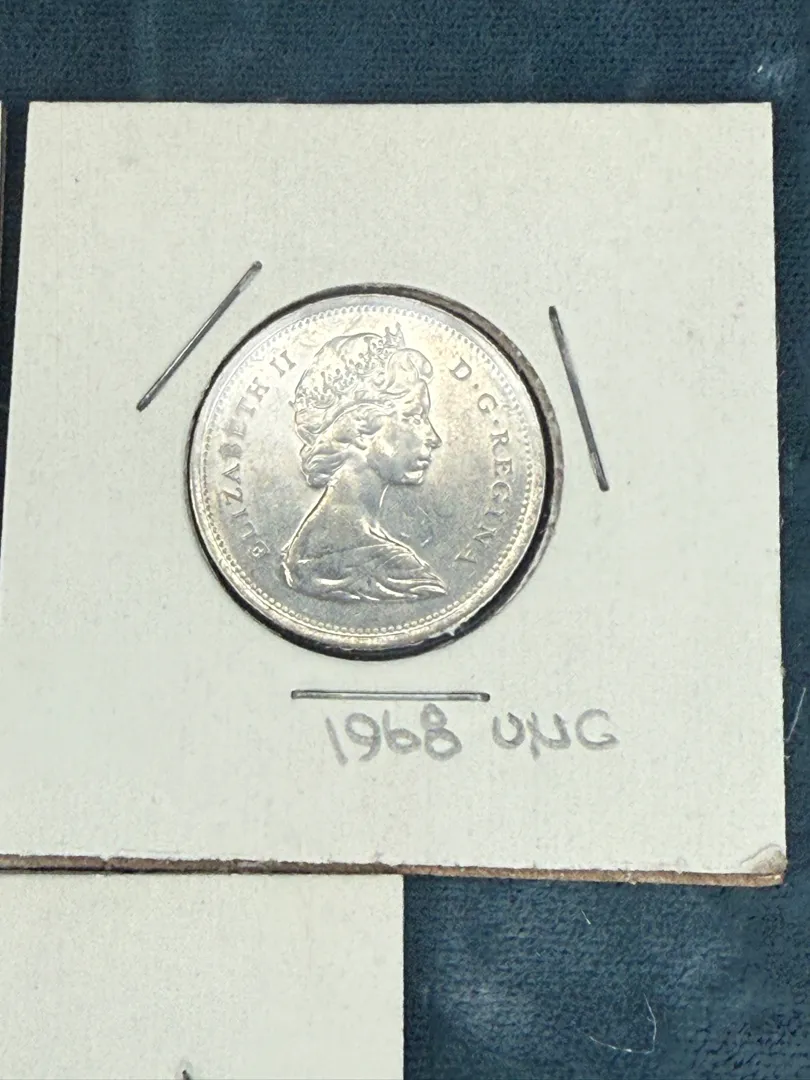 ELIZABETH II D·G·REGINA
1968 UNC